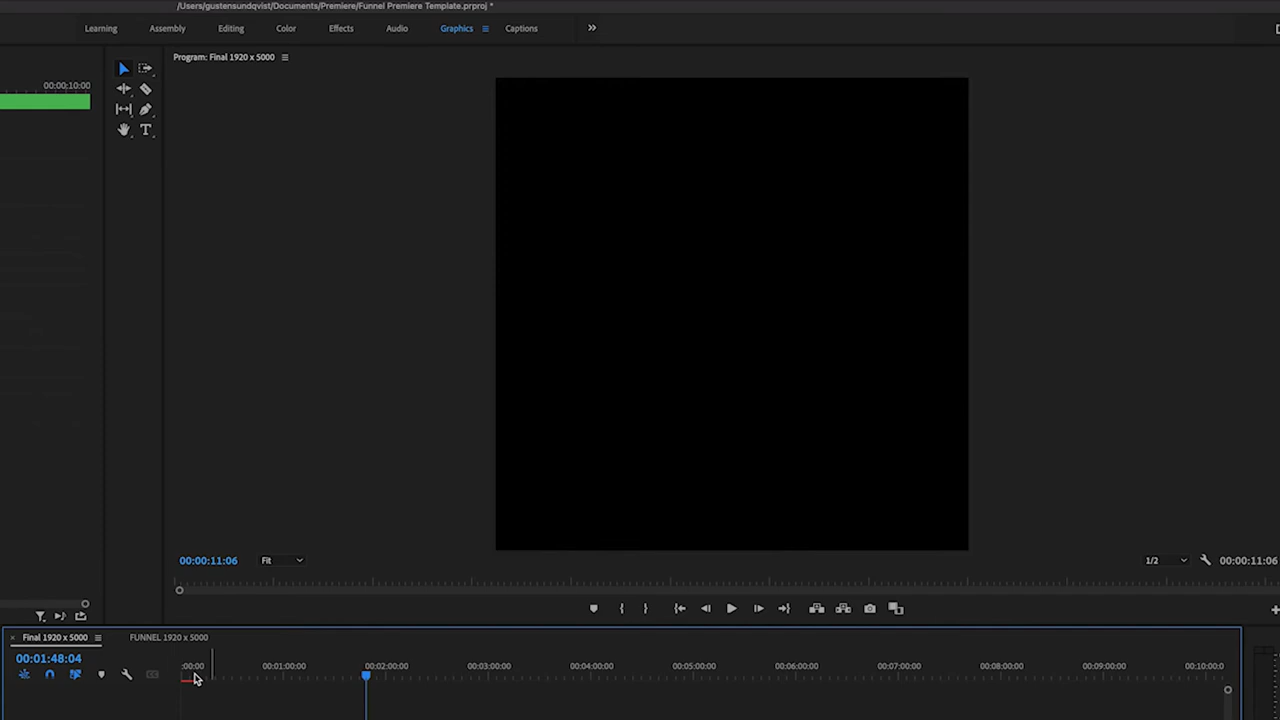 /Users/gustensundqvist/Documents/Premiere/Funnel Premiere Template.prproj *
Learning Assembly Editing Color Effects Audio Graphics Captions
Program: Final 1920 x 5000
00:00:10:00
T
00:00:11:06 Fit 1/2 00:00:11:06
Final 1920 x 5000 FUNNEL 1920 x 5000
00:01:48:04
:00:00 00:01:00:00 00:02:00:00 00:03:00:00 00:04:00:00 00:05:00:00 00:06:00:00 00:07:00:00 00:08:00:00 00:09:00:00 00:10:00:00